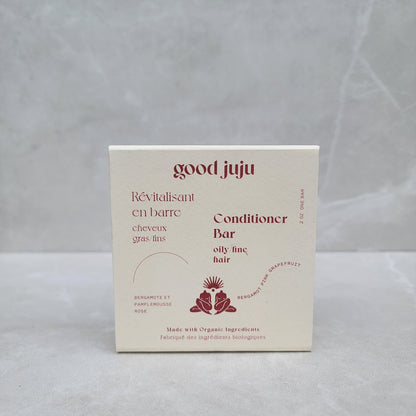 good juju
Révitalisant
en barre
cheveux
gras/fins
Conditioner
Bar
oily/fine
hair
2 OZ ONE BAR
BERGAMOT PINK GRAPEFRUIT
BERGAMOTE ET
PAMPLEMOUSSE
ROSE
Made with Organic Ingredients
Fabriqué des ingrédients biologiques